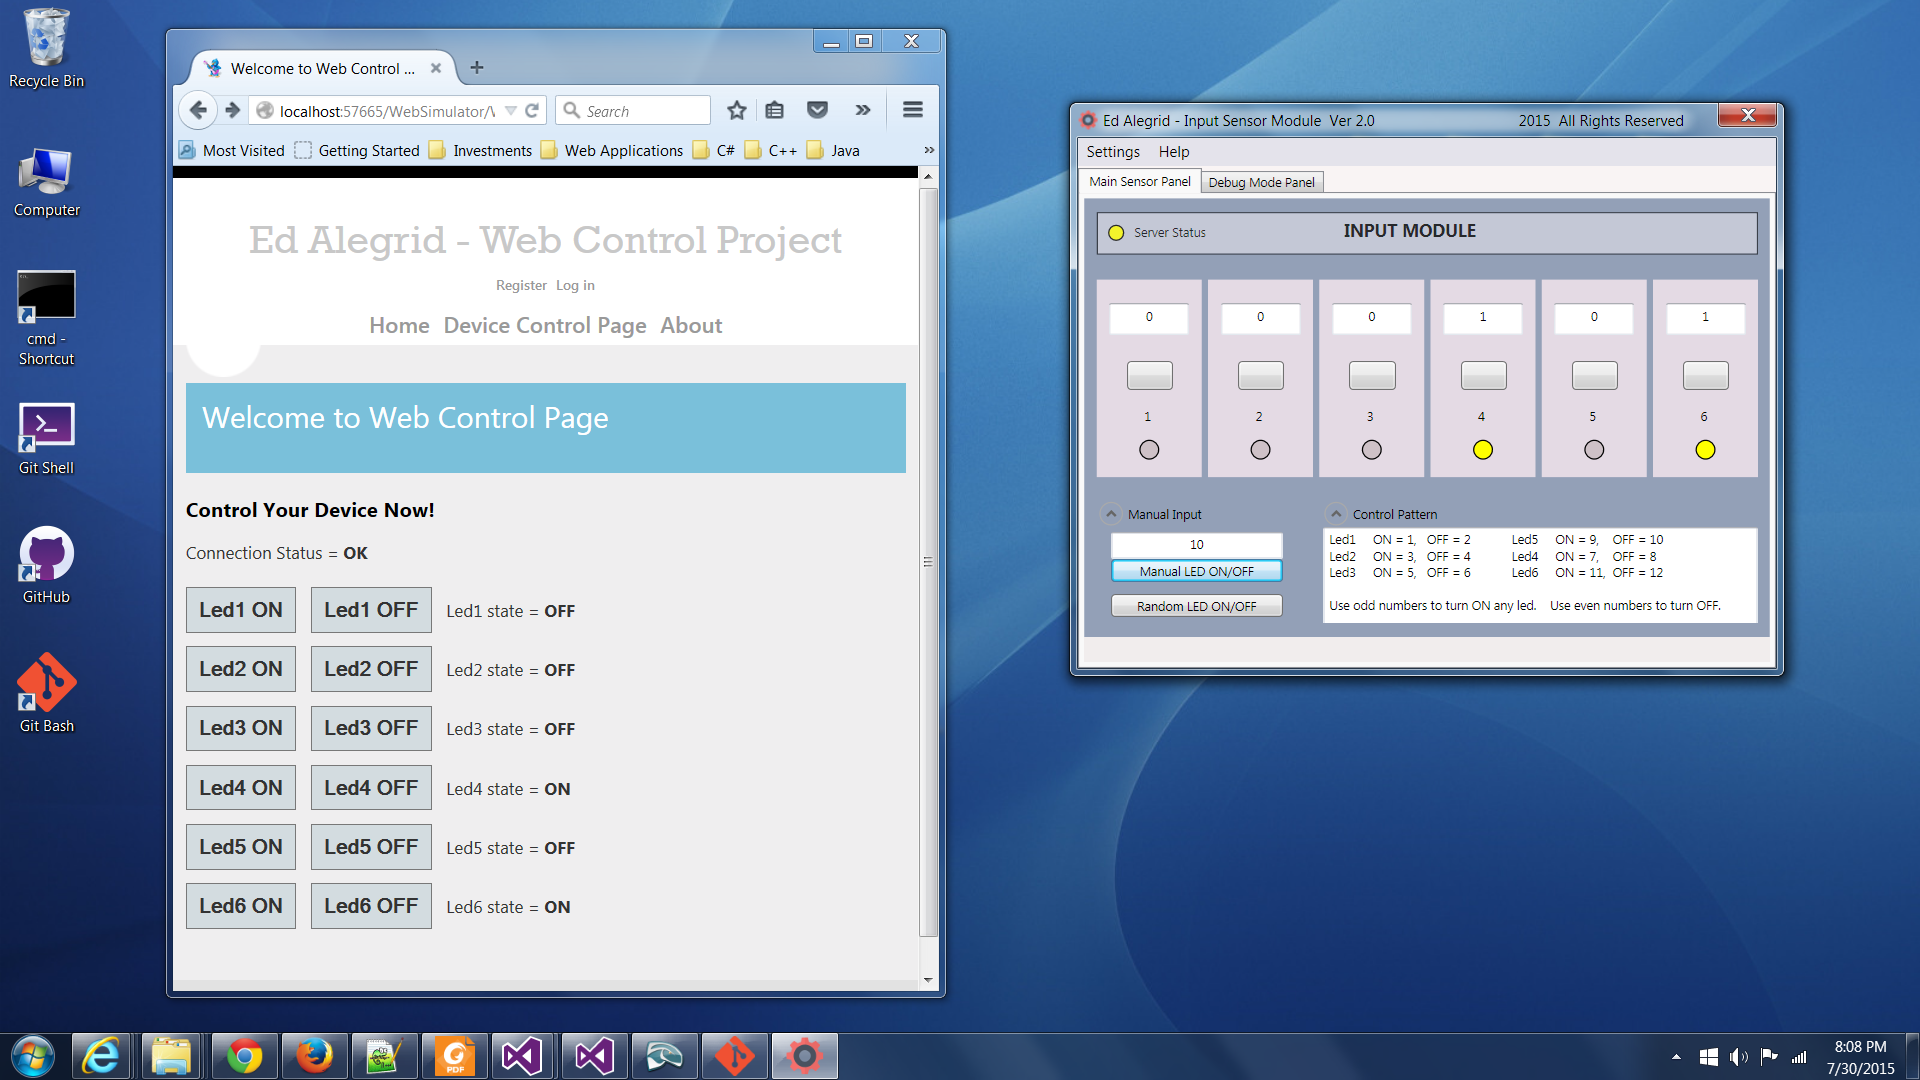 Recycle Bin
Computer
cmd -
Shortcut
Git Shell
GitHub
Git Bash
Welcome to Web Control ...
localhost:57665/WebSimulator/
Search
Most Visited
Getting Started
Investments
Web Applications
C#
C++
Java
Ed Alegrid - Web Control Project
Register Log in
Home Device Control Page About
Welcome to Web Control Page
Control Your Device Now!
Connection Status = OK
Led1 ON Led1 OFF Led1 state = OFF
Led2 ON Led2 OFF Led2 state = OFF
Led3 ON Led3 OFF Led3 state = OFF
Led4 ON Led4 OFF Led4 state = ON
Led5 ON Led5 OFF Led5 state = OFF
Led6 ON Led6 OFF Led6 state = ON
Ed Alegrid - Input Sensor Module Ver 2.0 2015 All Rights Reserved
Settings Help
Main Sensor Panel Debug Mode Panel
Server Status INPUT MODULE
0 0 0 1 0 1
1 2 3 4 5 6
Manual Input
10
Manual LED ON/OFF
Random LED ON/OFF
Control Pattern
Led1 ON = 1, OFF = 2 Led5 ON = 9, OFF = 10
Led2 ON = 3, OFF = 4 Led4 ON = 7, OFF = 8
Led3 ON = 5, OFF = 6 Led6 ON = 11, OFF = 12
Use odd numbers to turn ON any led. Use even numbers to turn OFF.
PDF
8:08 PM
7/30/2015